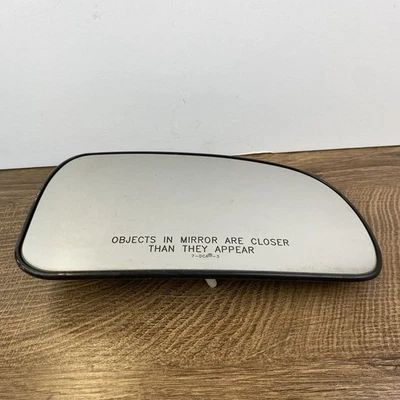 OBJECTS IN MIRROR ARE CLOSER
THAN THEY APPEAR